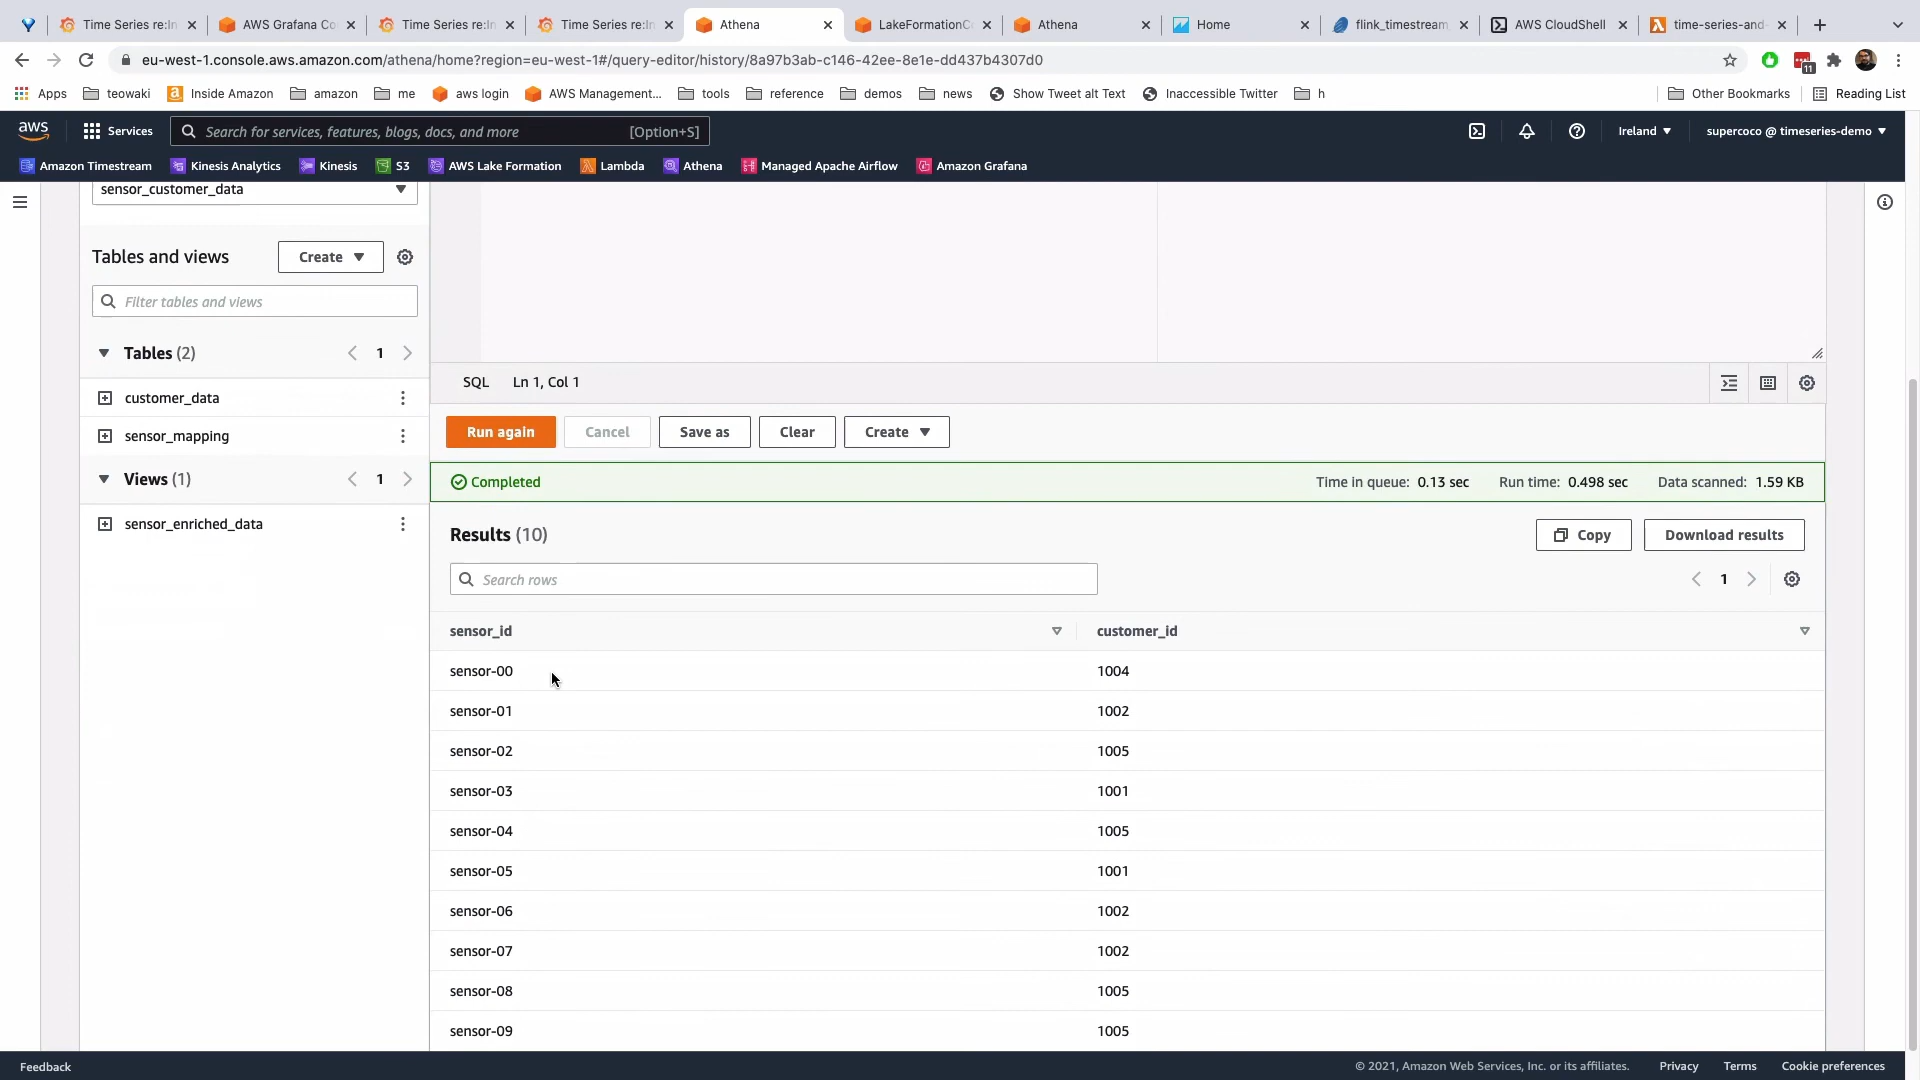 Time Series re:In
AWS Grafana Co
Time Series re:In
Time Series re:In
Athena
LakeFormationC
Athena
Home
flink_timestream
AWS CloudShell
time-series-and-
eu-west-1.console.aws.amazon.com/athena/home?region=eu-west-1#/query-editor/history/8a97b3ab-c146-42ee-8e1e-dd437b4307d0
11
Apps teowaki Inside Amazon amazon me aws login AWS Management... tools reference demos news Show Tweet alt Text Inaccessible Twitter h Other Bookmarks Reading List
aws Services Search for services, features, blogs, docs, and more [Option+S] Ireland supercoco @ timeseries-demo
Amazon Timestream Kinesis Analytics Kinesis S3 AWS Lake Formation Lambda Athena Managed Apache Airflow Amazon Grafana
sensor_customer_data
Tables and views Create
Filter tables and views
Tables (2) 1
customer_data
sensor_mapping
Views (1) 1
sensor_enriched_data
SQL Ln 1, Col 1
Run again Cancel Save as Clear Create
Completed Time in queue: 0.13 sec Run time: 0.498 sec Data scanned: 1.59 KB
Results (10) Copy Download results
Search rows 1
sensor_id customer_id
sensor-00 1004
sensor-01 1002
sensor-02 1005
sensor-03 1001
sensor-04 1005
sensor-05 1001
sensor-06 1002
sensor-07 1002
sensor-08 1005
sensor-09 1005
Feedback © 2021, Amazon Web Services, Inc. or its affiliates. Privacy Terms Cookie preferences